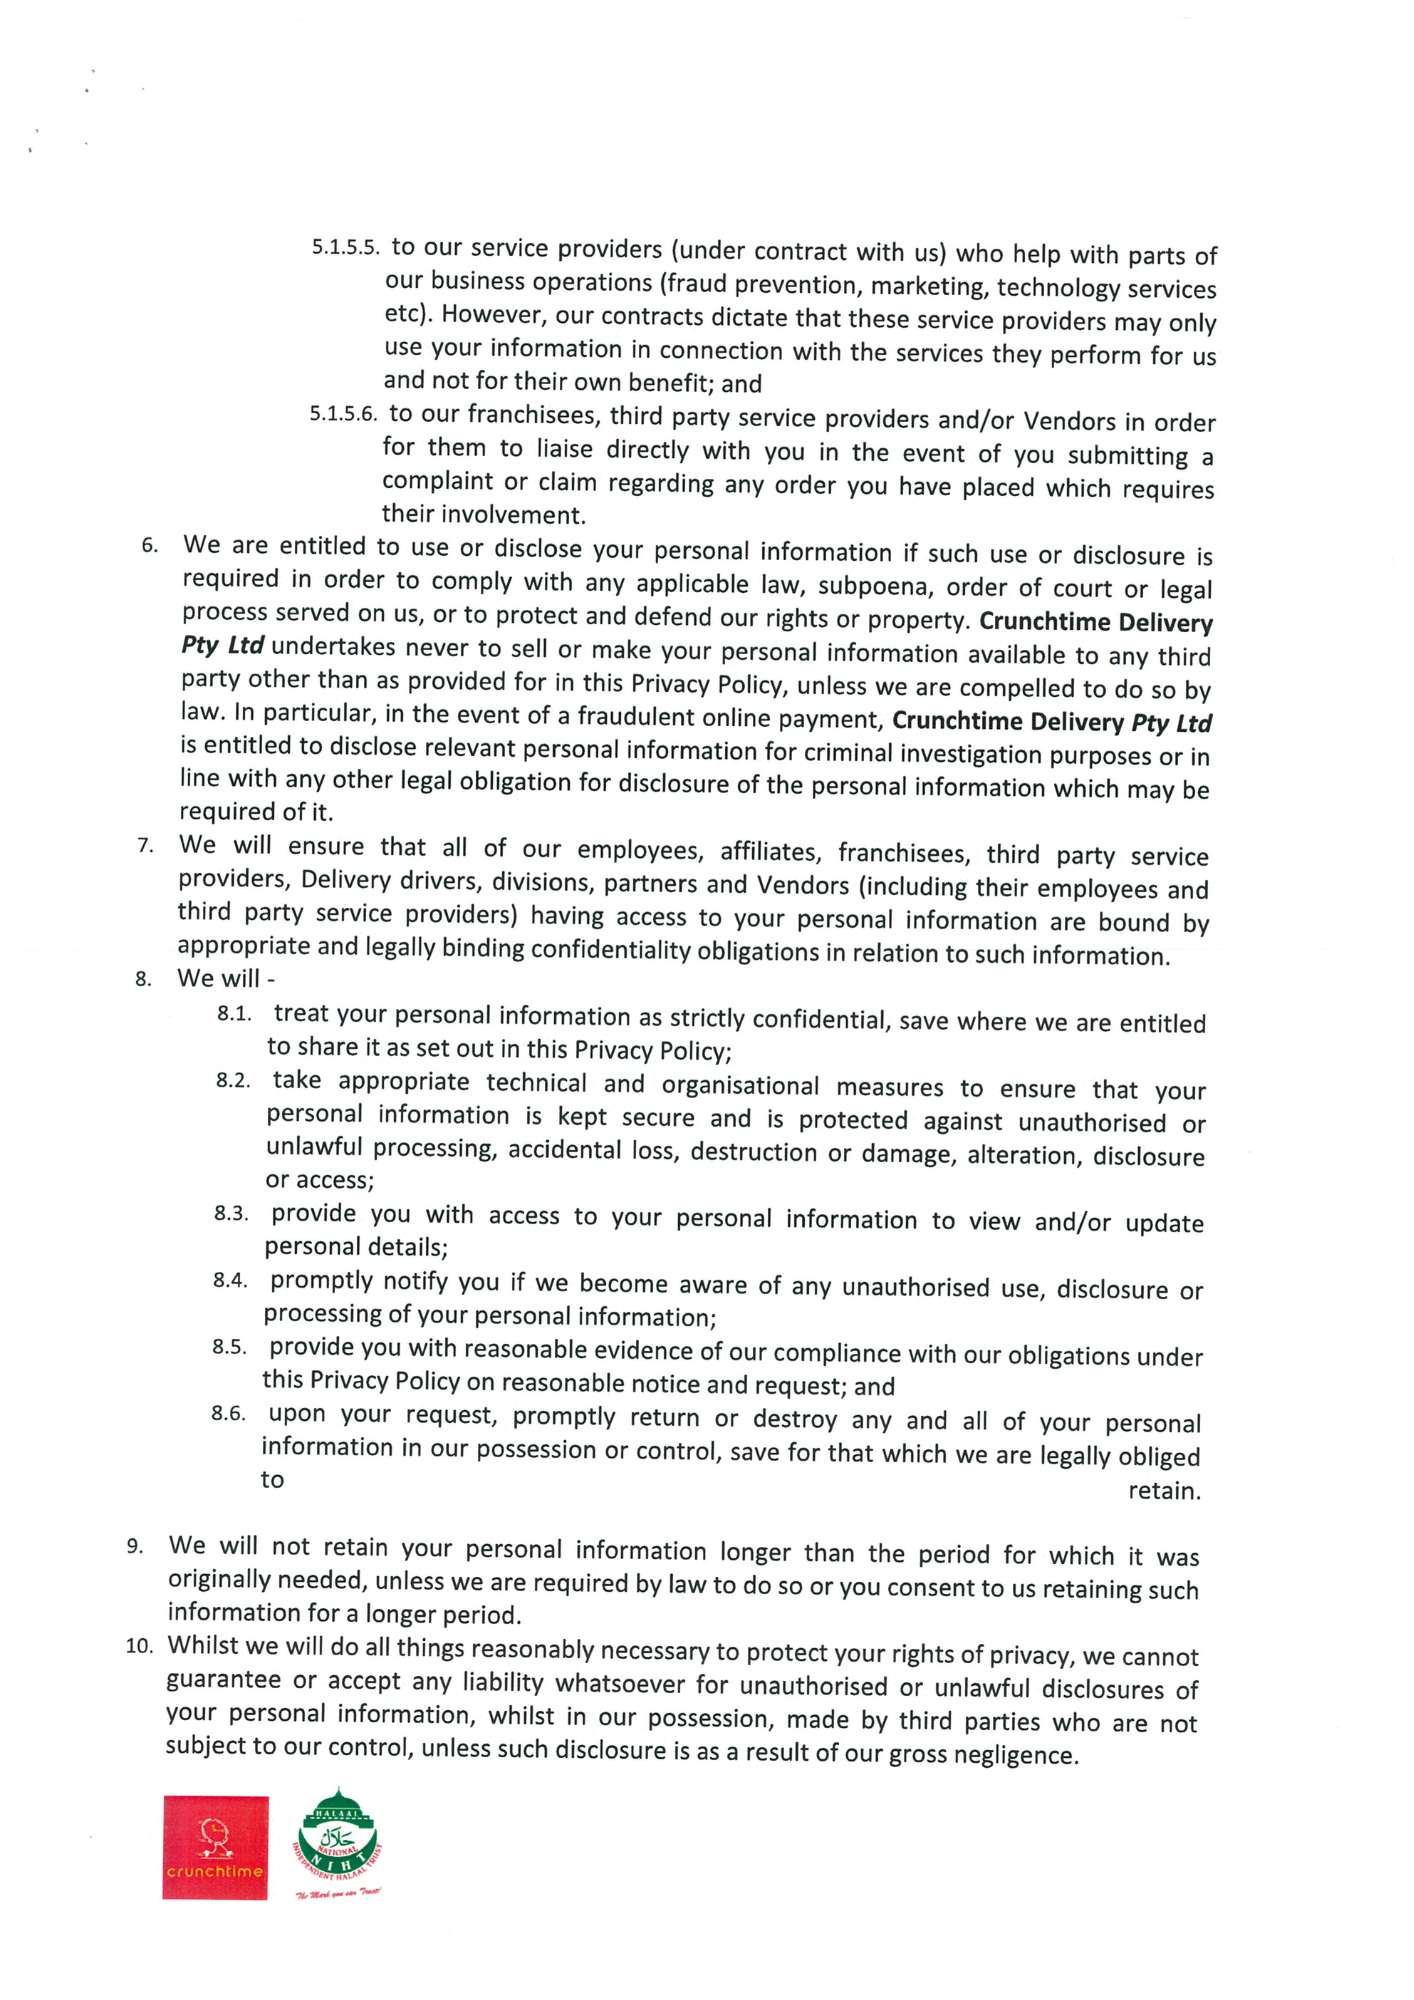 5.1.5.5. to our service providers (under contract with us) who help with parts of
our business operations (fraud prevention, marketing, technology services
etc). However, our contracts dictate that these service providers may only
use your information in connection with the services they perform for us
and not for their own benefit; and
5.1.5.6. to our franchisees, third party service providers and/or Vendors in order
for them to liaise directly with you in the event of you submitting a
complaint or claim regarding any order you have placed which requires
their involvement.
6. We are entitled to use or disclose your personal information if such use or disclosure is
required in order to comply with any applicable law, subpoena, order of court or legal
process served on us, or to protect and defend our rights or property. Crunchtime Delivery
Pty Ltd undertakes never to sell or make your personal information available to any third
party other than as provided for in this Privacy Policy, unless we are compelled to do so by
law. In particular, in the event of a fraudulent online payment, Crunchtime Delivery Pty Ltd
is entitled to disclose relevant personal information for criminal investigation purposes or in
line with any other legal obligation for disclosure of the personal information which may be
required of it.
7. We will ensure that all of our employees, affiliates, franchisees, third party service
providers, Delivery drivers, divisions, partners and Vendors (including their employees and
third party service providers) having access to your personal information are bound by
appropriate and legally binding confidentiality obligations in relation to such information.
8. We will -
8.1. treat your personal information as strictly confidential, save where we are entitled
to share it as set out in this Privacy Policy;
8.2. take appropriate technical and organisational measures to ensure that your
personal information is kept secure and is protected against unauthorised or
unlawful processing, accidental loss, destruction or damage, alteration, disclosure
or access;
8.3. provide you with access to your personal information to view and/or update
personal details;
8.4. promptly notify you if we become aware of any unauthorised use, disclosure or
processing of your personal information;
8.5. provide you with reasonable evidence of our compliance with our obligations under
this Privacy Policy on reasonable notice and request; and
8.6. upon your request, promptly return or destroy any and all of your personal
information in our possession or control, save for that which we are legally obliged
to retain.
9. We will not retain your personal information longer than the period for which it was
originally needed, unless we are required by law to do so or you consent to us retaining such
information for a longer period.
10. Whilst we will do all things reasonably necessary to protect your rights of privacy, we cannot
guarantee or accept any liability whatsoever for unauthorised or unlawful disclosures of
your personal information, whilst in our possession, made by third parties who are not
subject to our control, unless such disclosure is as a result of our gross negligence.
crunchtime
HALAAL
حلال
NATIONAL
NIHT
INDEPENDENT HALAAL TRUST
The Mark you can Trust!